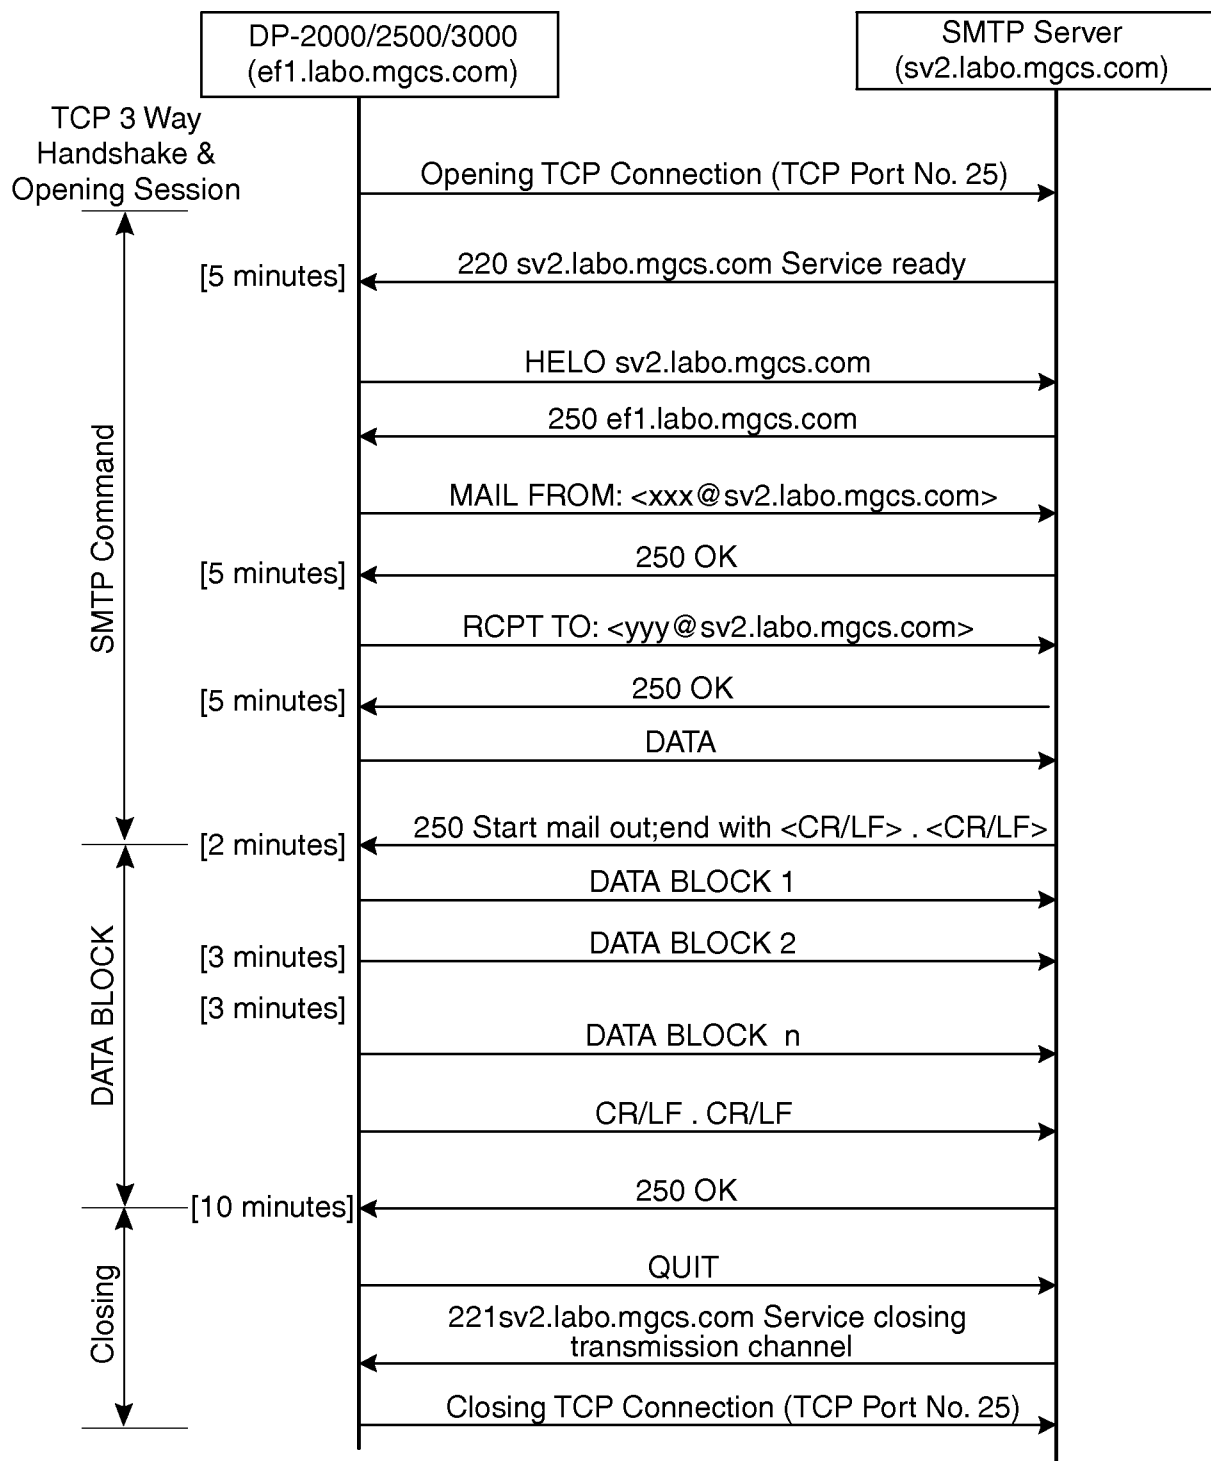 DP-2000/2500/3000
(ef1.labo.mgcs.com)
SMTP Server
(sv2.labo.mgcs.com)
TCP 3 Way
Handshake &
Opening Session
Opening TCP Connection (TCP Port No. 25)
[5 minutes]
220 sv2.labo.mgcs.com Service ready
HELO sv2.labo.mgcs.com
250 ef1.labo.mgcs.com
SMTP Command
MAIL FROM: <xxx@sv2.labo.mgcs.com>
[5 minutes]
250 OK
RCPT TO: <yyy@sv2.labo.mgcs.com>
[5 minutes]
250 OK
DATA
[2 minutes]
250 Start mail out;end with <CR/LF> . <CR/LF>
DATA BLOCK 1
DATA BLOCK
[3 minutes]
DATA BLOCK 2
[3 minutes]
DATA BLOCK n
CR/LF . CR/LF
[10 minutes]
250 OK
Closing
QUIT
221sv2.labo.mgcs.com Service closing
transmission channel
Closing TCP Connection (TCP Port No. 25)